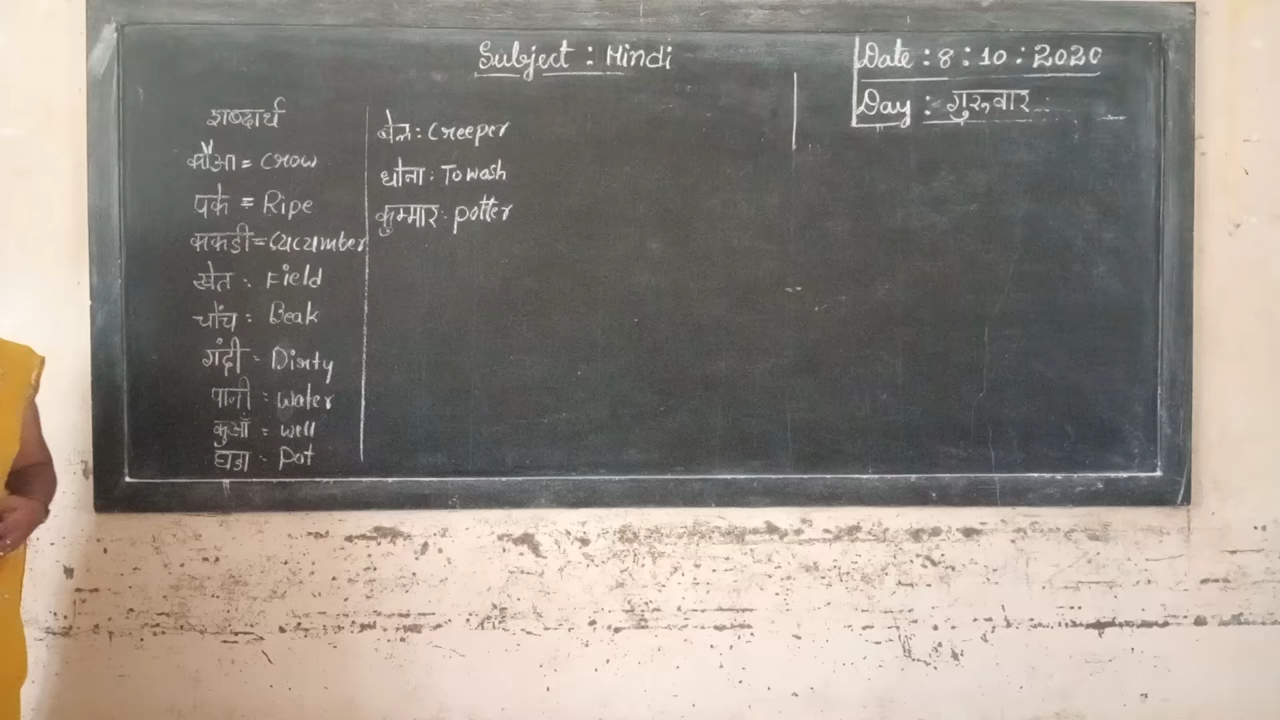 Subject : Hindi
Date : 8 : 10 : 2020
Day : गुरुवार
शब्दार्थ
कौआ = Crow
पके = Ripe
ककडी = Cucumber
खेत : Field
चोंच : Beak
गंदी : Dirty
पानी : Water
कुआँ = Well
घडा : Pot
बेल : Creeper
धोना : To wash
कुम्मार : potter